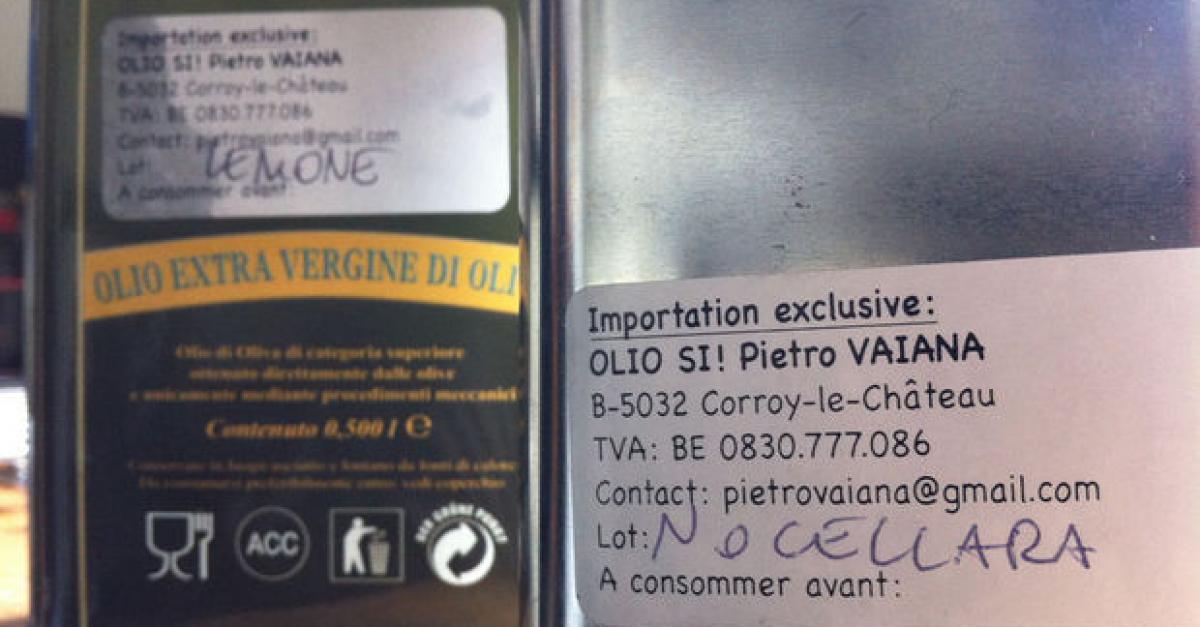 Importation exclusive:
OLIO SI! Pietro VAIANA
B-5032 Corroy-le-Château
TVA: BE 0830.777.086
Contact: pietrovaiana@gmail.com
Lot: LEMONE
A consommer avant:
OLIO EXTRA VERGINE DI OLI
Olio di Oliva di categoria superiore
ottenuto direttamente dalle olive
e unicamente mediante procedimenti meccanici
Contenuto 0,500 l e
ACC
DER GRÜNE PUNKT
Importation exclusive:
OLIO SI! Pietro VAIANA
B-5032 Corroy-le-Château
TVA: BE 0830.777.086
Contact: pietrovaiana@gmail.com
Lot: NOCELLARA
A consommer avant: